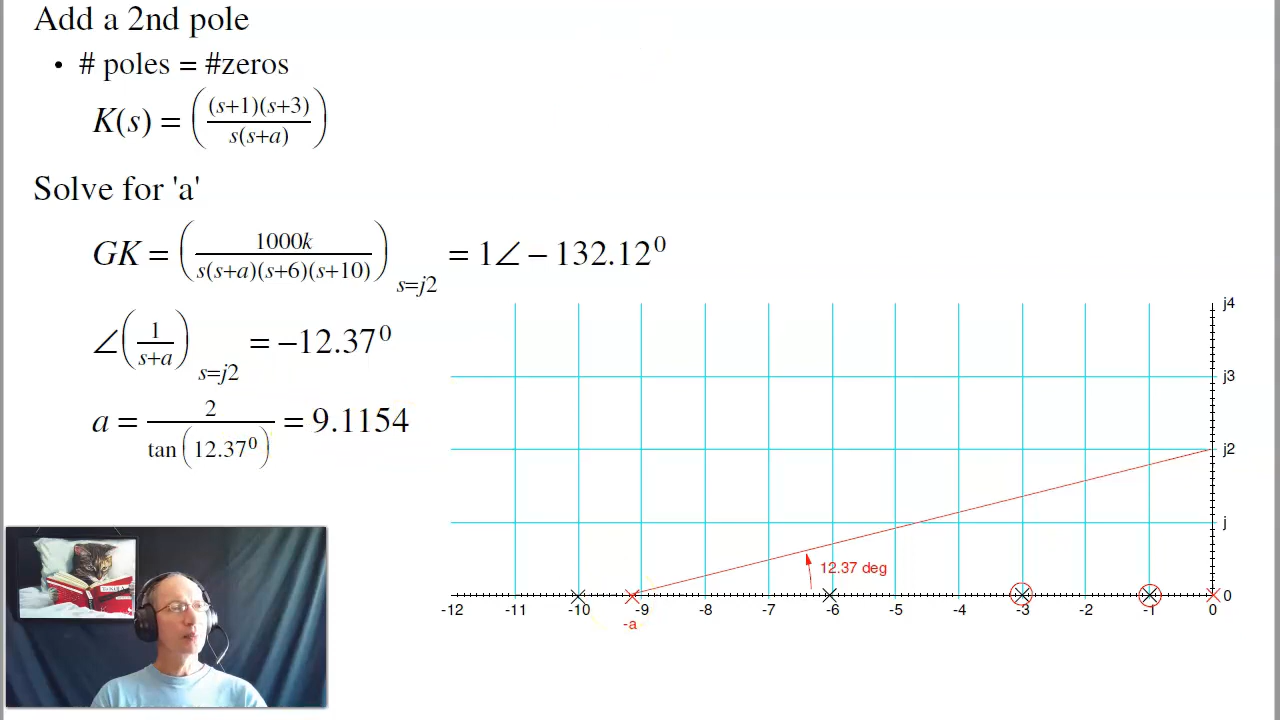 Add a 2nd pole
• # poles = #zeros
K(s) = ( (s+1)(s+3) / s(s+a) )
Solve for 'a'
GK = ( 1000k / s(s+a)(s+6)(s+10) ) s=j2 = 1∠ − 132.12⁰
∠( 1 / s+a ) s=j2 = −12.37⁰
a = 2 / tan(12.37⁰) = 9.1154
j4
j3
j2
j
12.37 deg
0
-12 -11 -10 -9 -8 -7 -6 -5 -4 -3 -2 -1 0
-a